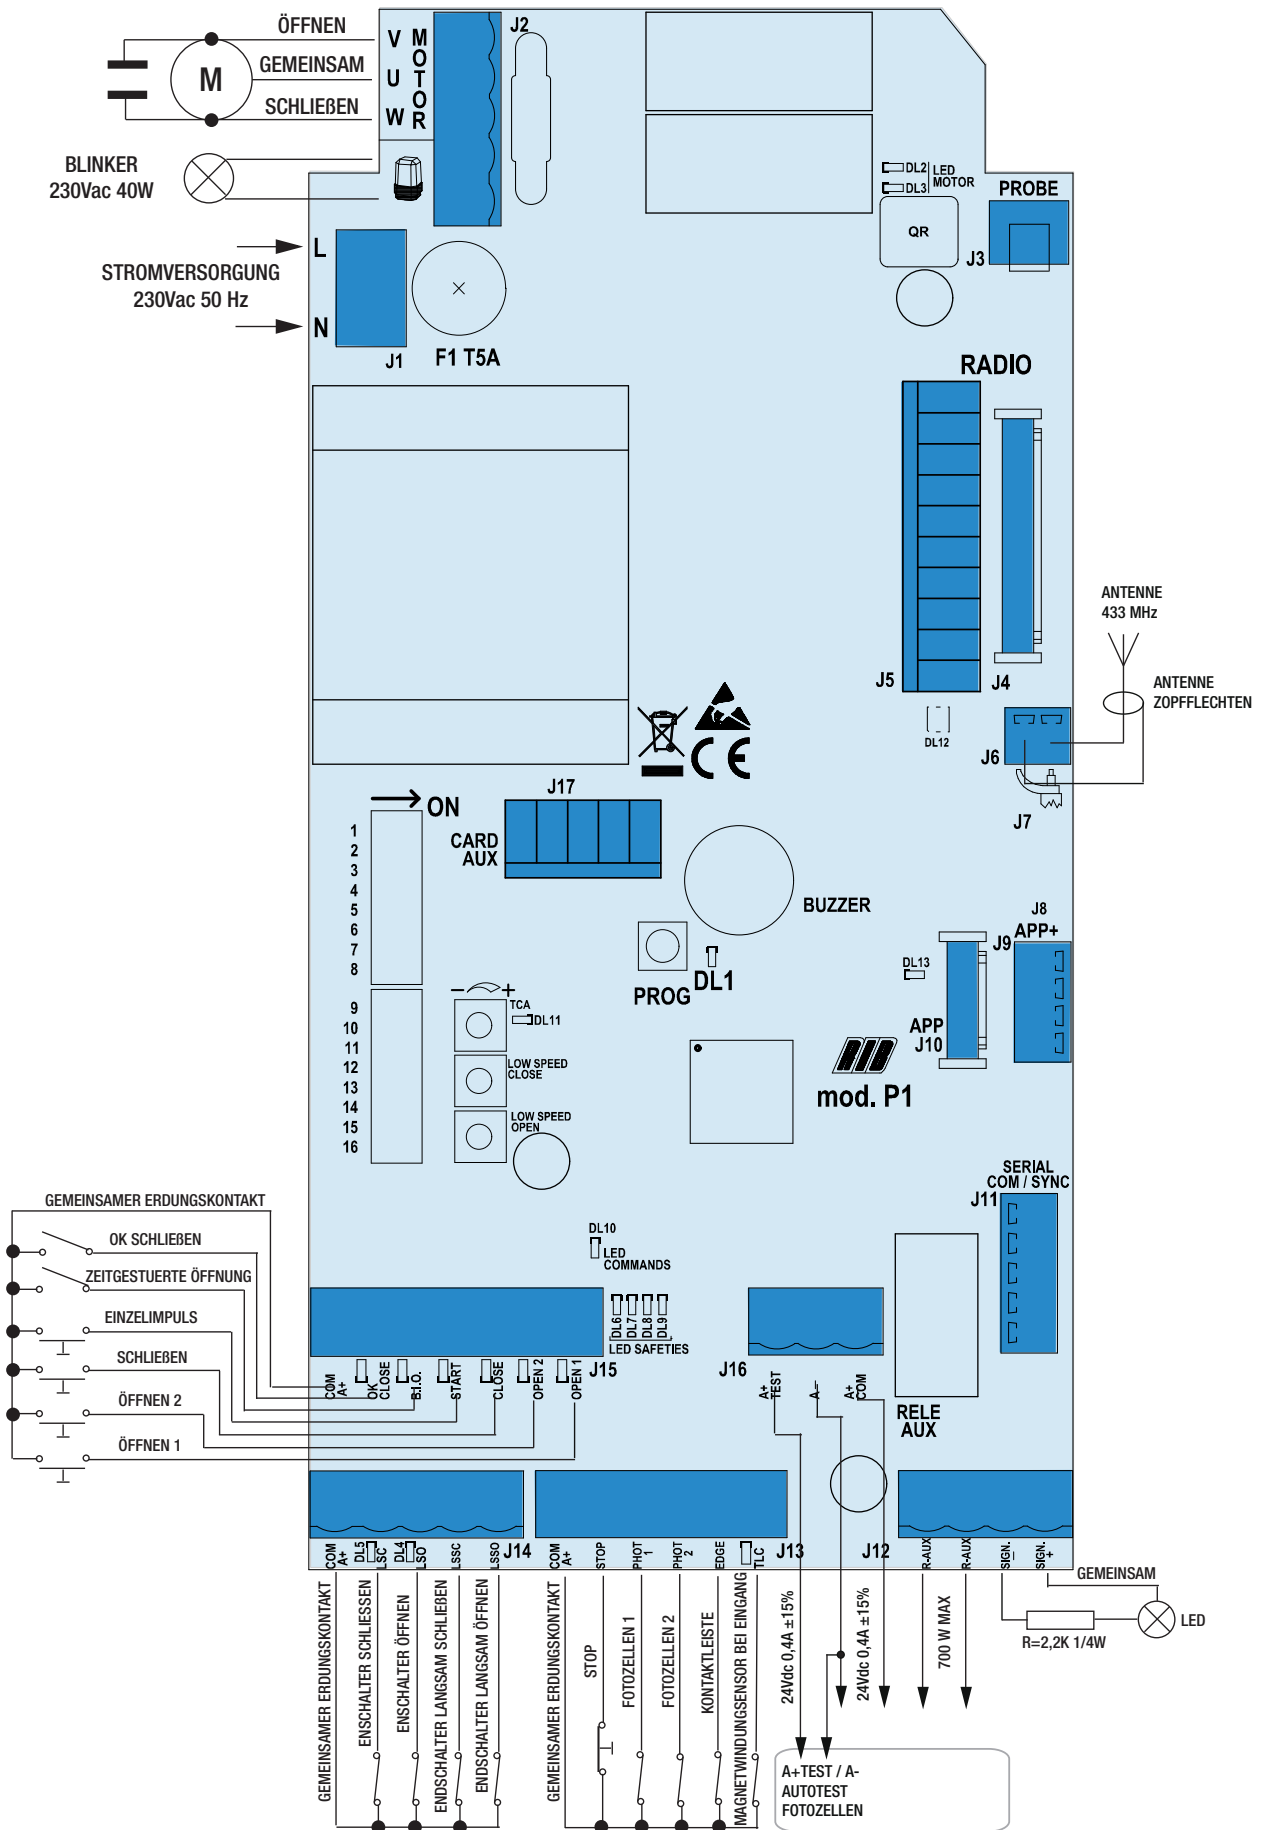 ÖFFNEN
GEMEINSAM
SCHLIEßEN
M
V
U
W
MOTOR
J2
BLINKER
230Vac 40W
L
STROMVERSORGUNG
230Vac 50 Hz
N
J1
F1 T5A
DL2
DL3
LED
MOTOR
QR
PROBE
J3
RADIO
J5
J4
ANTENNE
433 MHz
ANTENNE
ZOPFFLECHTEN
DL12
J6
J7
CE
J17
CARD
AUX
ON
1
2
3
4
5
6
7
8
9
10
11
12
13
14
15
16
BUZZER
PROG
DL1
J8
J9
APP+
DL13
APP
J10
− +
TCA
DL11
LOW SPEED
CLOSE
LOW SPEED
OPEN
RIB
mod. P1
SERIAL
COM / SYNC
J11
GEMEINSAMER ERDUNGSKONTAKT
OK SCHLIEßEN
ZEITGESTUERTE ÖFFNUNG
EINZELIMPULS
SCHLIEßEN
ÖFFNEN 2
ÖFFNEN 1
DL10
LED
COMMANDS
DL6
DL7
DL8
DL9
LED SAFETIES
J15
COM
A+
OK
CLOSE
B.I.O.
START
CLOSE
OPEN 2
OPEN 1
J16
A+
TEST
A-
A+
COM
RELE
AUX
COM
A+
DL5
LSC
DL4
LSO
LSSC
LSSO
J14
COM
A+
STOP
PHOT
1
PHOT
2
EDGE
TLC
J13
J12
R-AUX
R-AUX
SIGN.
−
SIGN.
+
GEMEINSAM
LED
R=2,2K 1/4W
GEMEINSAMER ERDUNGSKONTAKT
ENSCHALTER SCHLIESSEN
ENSCHALTER ÖFFNEN
ENDSCHALTER LANGSAM SCHLIEßEN
ENDSCHALTER LANGSAM ÖFFNEN
GEMEINSAMER ERDUNGSKONTAKT
STOP
FOTOZELLEN 1
FOTOZELLEN 2
KONTAKTLEISTE
MAGNETWINDUNGSENSOR BEI EINGANG
24Vdc 0,4A ±15%
24Vdc 0,4A ±15%
700 W MAX
A+TEST / A-
AUTOTEST
FOTOZELLEN